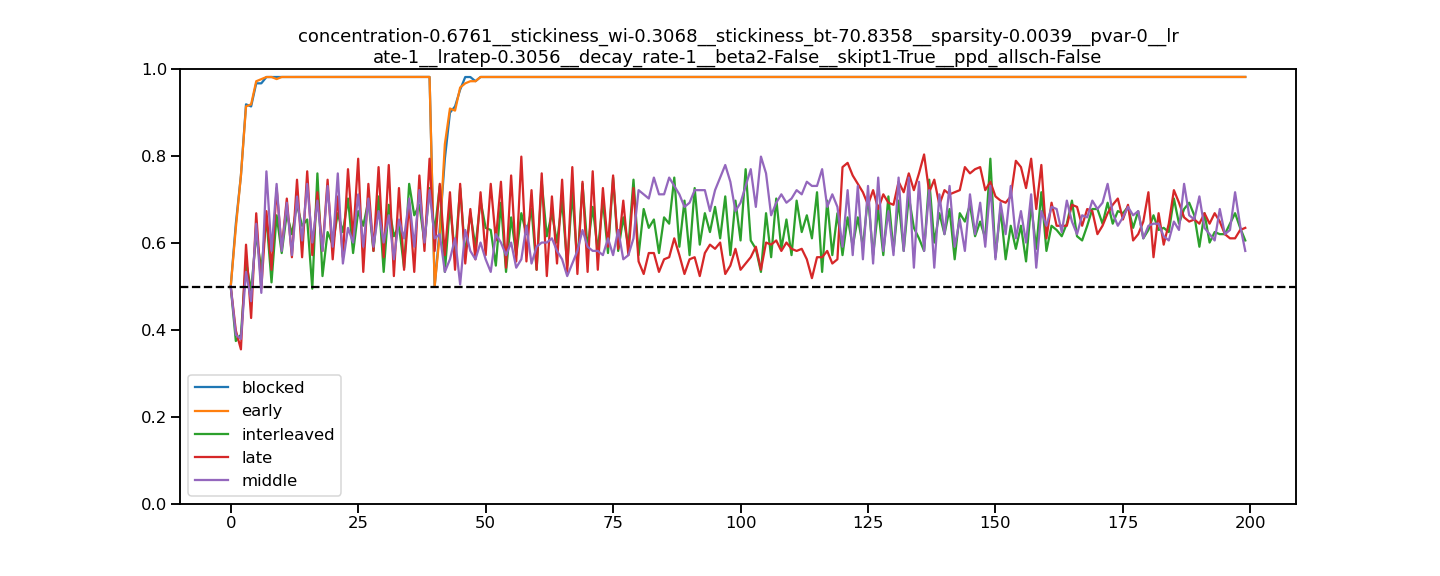 concentration-0.6761__stickiness_wi-0.3068__stickiness_bt-70.8358__sparsity-0.0039__pvar-0__lr
ate-1__lratep-0.3056__decay_rate-1__beta2-False__skipt1-True__ppd_allsch-False
1.0
0.8
0.6
0.4
0.2
0.0
blocked
early
interleaved
late
middle
0 25 50 75 100 125 150 175 200